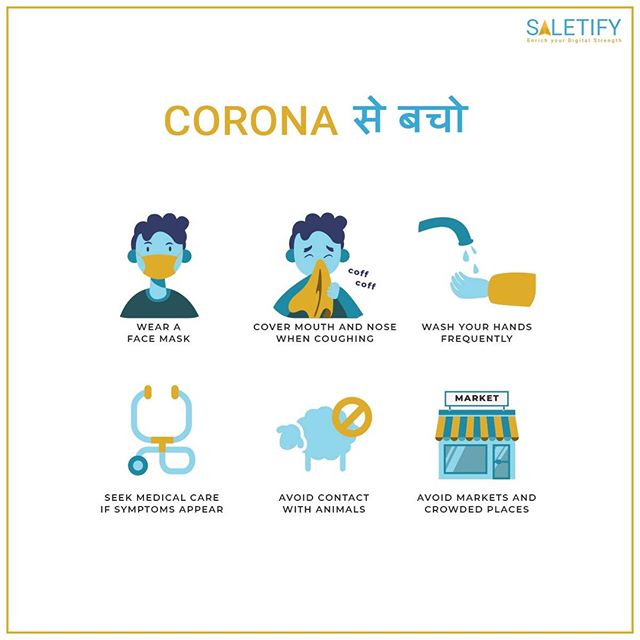 SALETIFY
Enrich your Digital Strength
CORONA से बचो
coff
coff
WEAR A
FACE MASK
COVER MOUTH AND NOSE
WHEN COUGHING
WASH YOUR HANDS
FREQUENTLY
MARKET
SEEK MEDICAL CARE
IF SYMPTOMS APPEAR
AVOID CONTACT
WITH ANIMALS
AVOID MARKETS AND
CROWDED PLACES